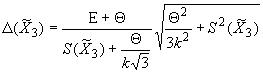 Δ(X̃₃) = (Ε + Θ) / (S(X̃₃) + Θ / (k√3)) √(Θ² / (3k²) + S²(X̃₃))